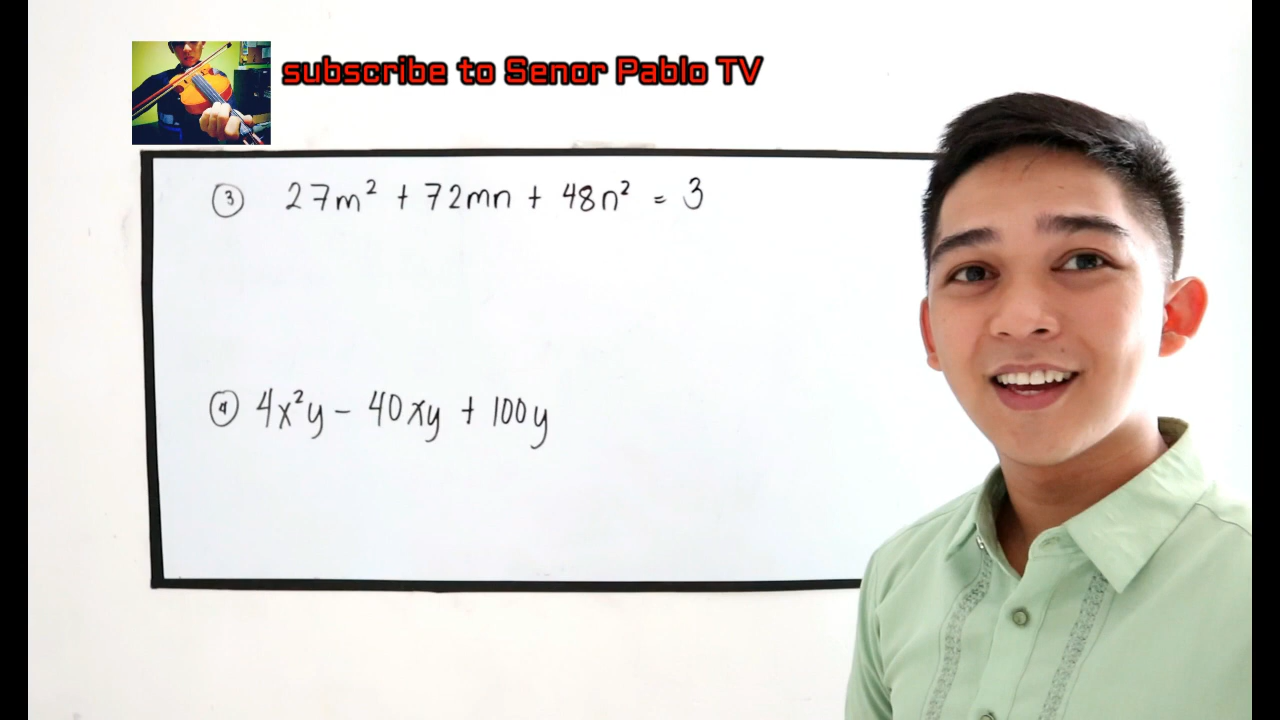 subscribe to Senor Pablo TV
③ 27m² + 72mn + 48n² = 3
④ 4x²y - 40xy + 100y